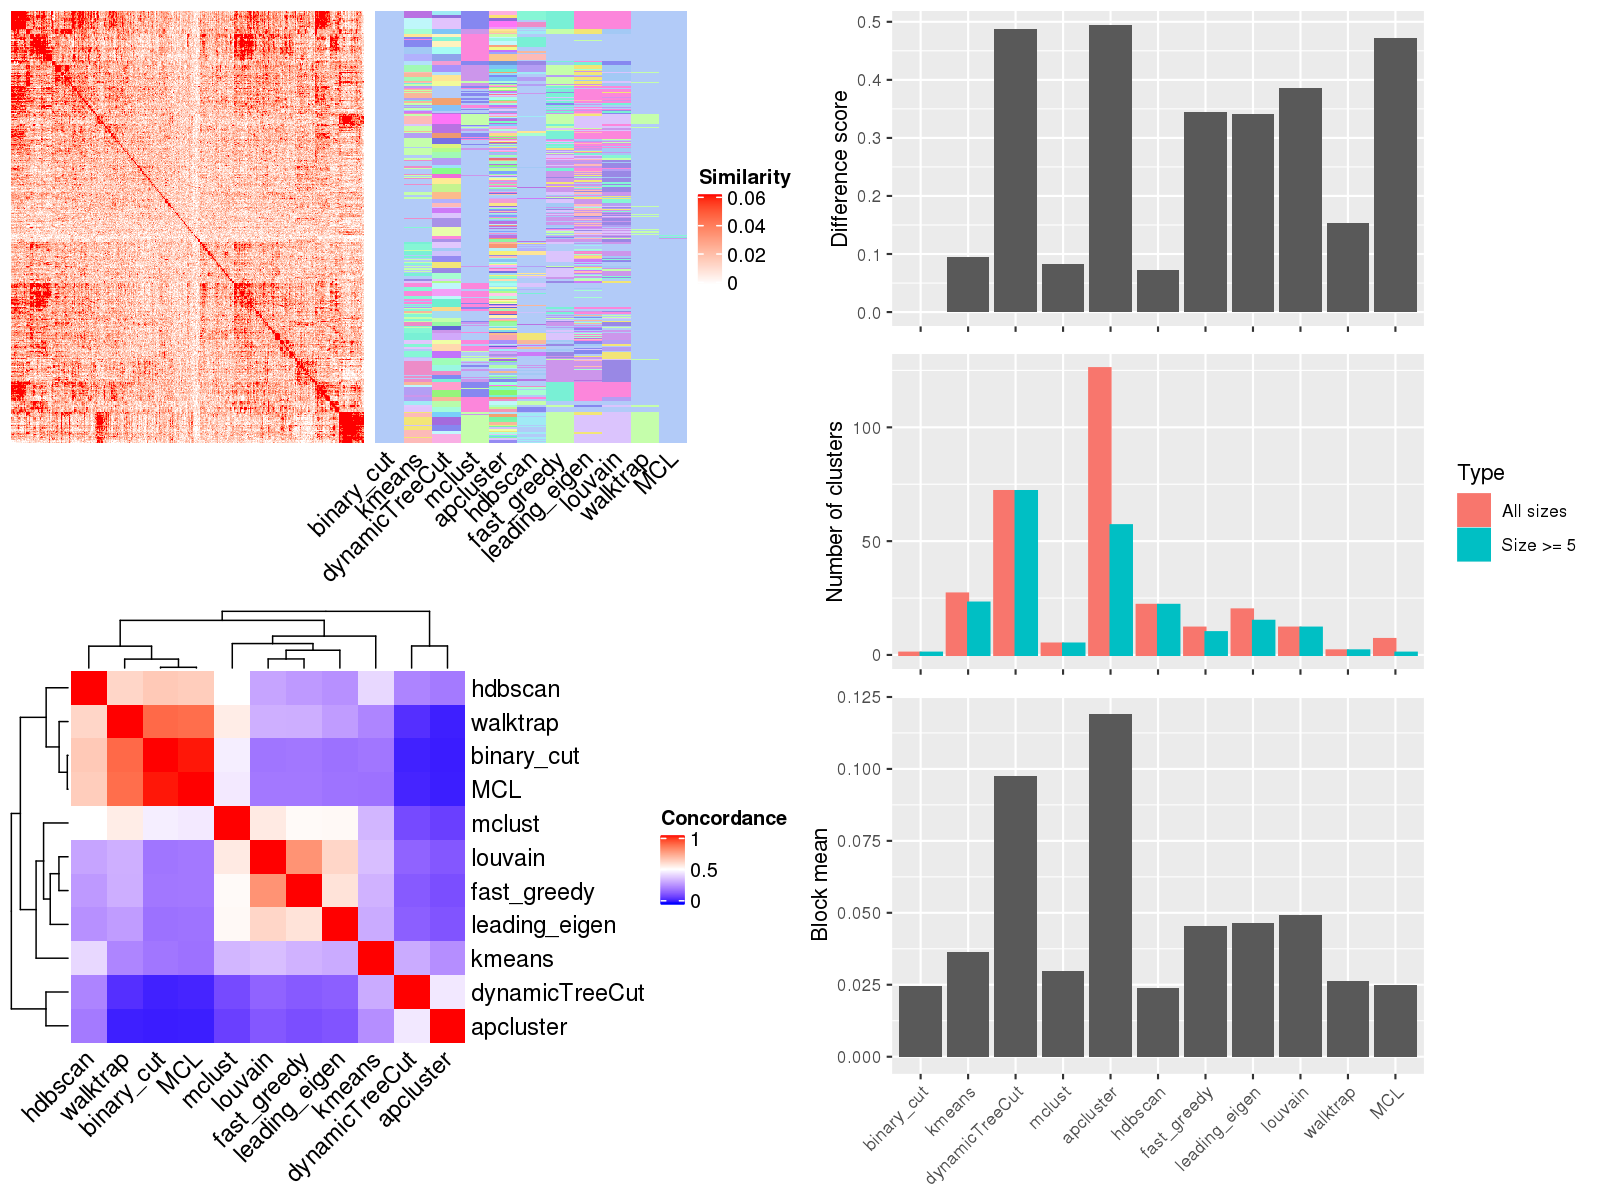 Similarity
0.06
0.04
0.02
0
binary_cut
kmeans
dynamicTreeCut
mclust
apcluster
hdbscan
fast_greedy
leading_eigen
louvain
walktrap
MCL
hdbscan
walktrap
binary_cut
MCL
mclust
louvain
fast_greedy
leading_eigen
kmeans
dynamicTreeCut
apcluster
hdbscan
walktrap
binary_cut
MCL
mclust
louvain
fast_greedy
leading_eigen
kmeans
dynamicTreeCut
apcluster
Concordance
1
0.5
0
Difference score
0.5
0.4
0.3
0.2
0.1
0.0
Number of clusters
100
50
0
Type
All sizes
Size >= 5
Block mean
0.125
0.100
0.075
0.050
0.025
0.000
binary_cut
kmeans
dynamicTreeCut
mclust
apcluster
hdbscan
fast_greedy
leading_eigen
louvain
walktrap
MCL